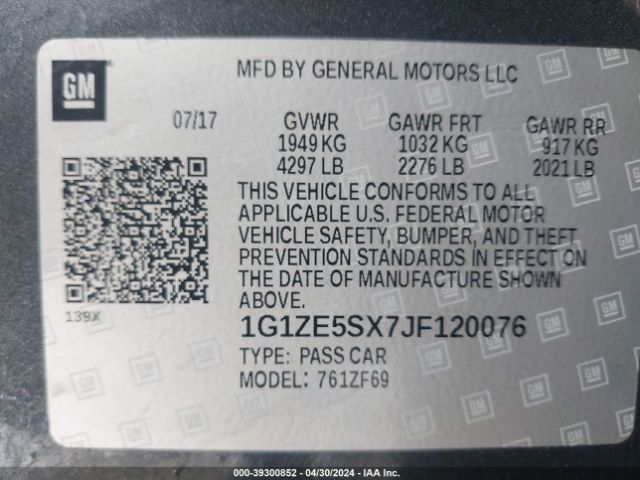 GM
MFD BY GENERAL MOTORS LLC
07/17 GVWR GAWR FRT GAWR RR
1949 KG 1032 KG 917 KG
4297 LB 2276 LB 2021 LB
THIS VEHICLE CONFORMS TO ALL
APPLICABLE U.S. FEDERAL MOTOR
VEHICLE SAFETY, BUMPER, AND THEFT
PREVENTION STANDARDS IN EFFECT ON
THE DATE OF MANUFACTURE SHOWN
ABOVE.
139X
1G1ZE5SX7JF120076
TYPE: PASS CAR
MODEL: 761ZF69
000-39300852 - 04/30/2024 - IAA Inc.